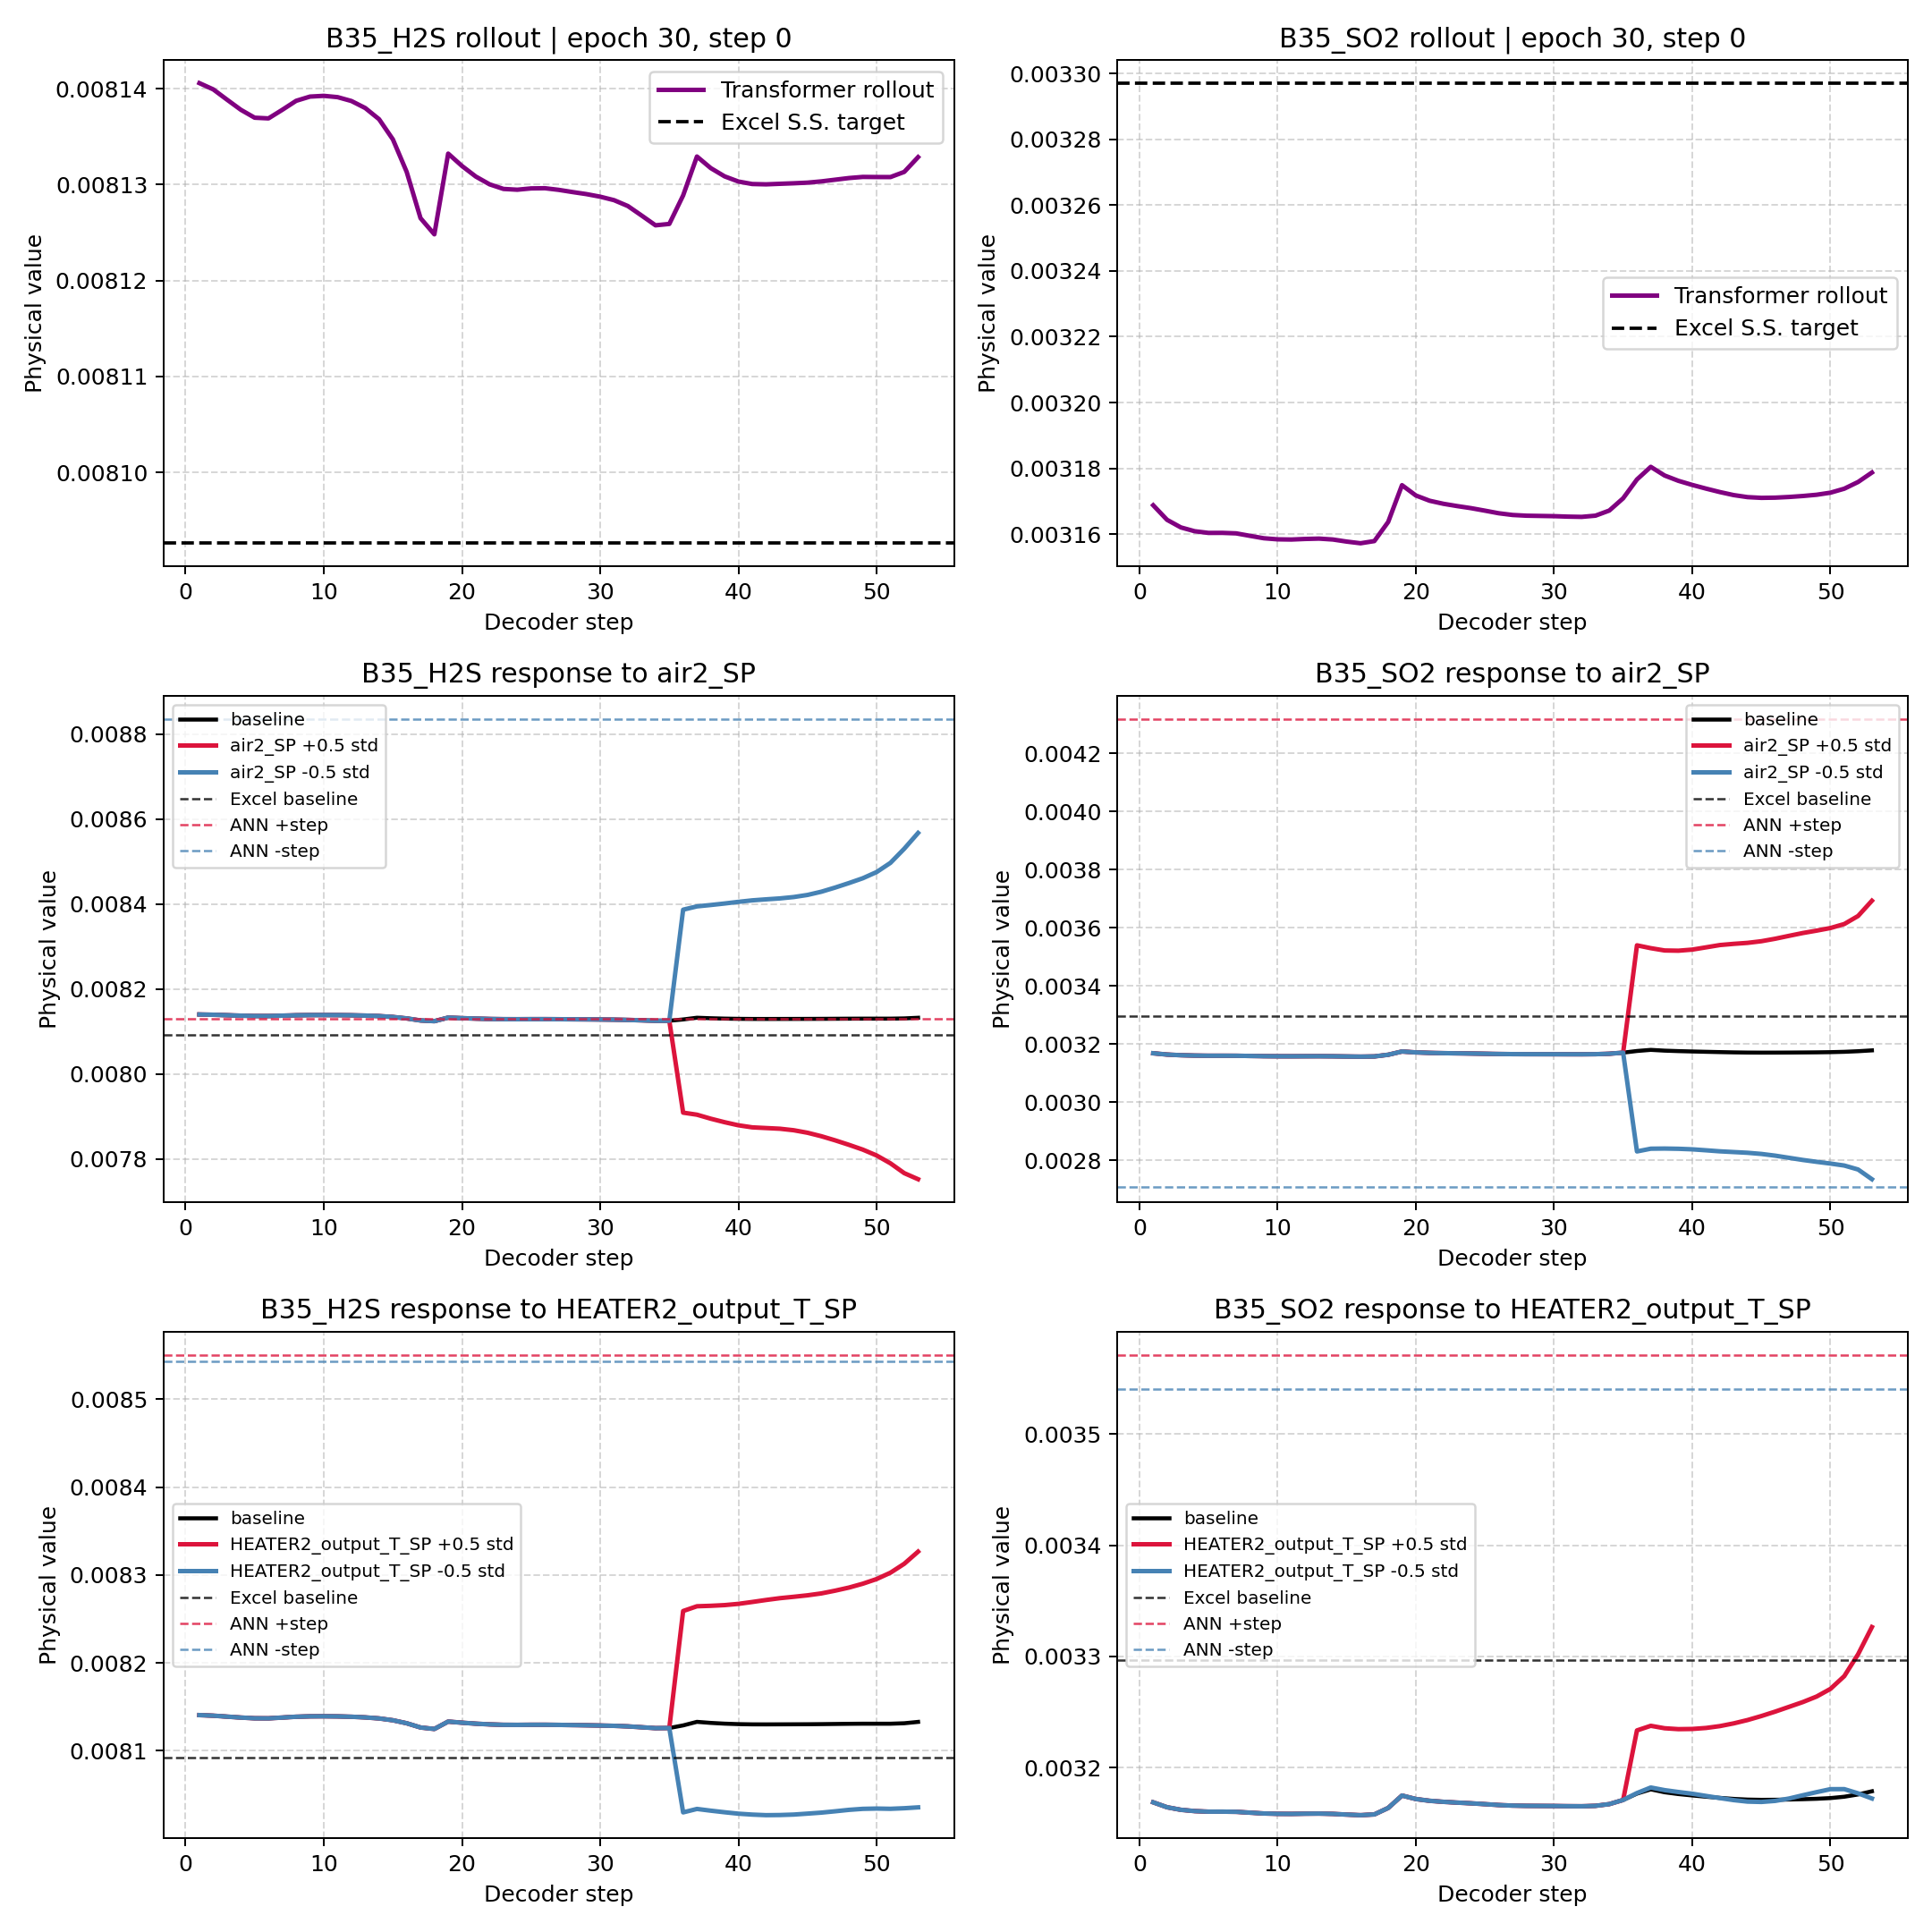 B35_H2S rollout | epoch 30, step 0
Physical value
0.00814
0.00813
0.00812
0.00811
0.00810
Transformer rollout
Excel S.S. target
0
10
20
30
40
50
Decoder step
B35_SO2 rollout | epoch 30, step 0
Physical value
0.00330
0.00328
0.00326
0.00324
0.00322
0.00320
0.00318
0.00316
Transformer rollout
Excel S.S. target
0
10
20
30
40
50
Decoder step
B35_H2S response to air2_SP
Physical value
0.0088
0.0086
0.0084
0.0082
0.0080
0.0078
baseline
air2_SP +0.5 std
air2_SP -0.5 std
Excel baseline
ANN +step
ANN -step
0
10
20
30
40
50
Decoder step
B35_SO2 response to air2_SP
Physical value
0.0042
0.0040
0.0038
0.0036
0.0034
0.0032
0.0030
0.0028
baseline
air2_SP +0.5 std
air2_SP -0.5 std
Excel baseline
ANN +step
ANN -step
0
10
20
30
40
50
Decoder step
B35_H2S response to HEATER2_output_T_SP
Physical value
0.0085
0.0084
0.0083
0.0082
0.0081
baseline
HEATER2_output_T_SP +0.5 std
HEATER2_output_T_SP -0.5 std
Excel baseline
ANN +step
ANN -step
0
10
20
30
40
50
Decoder step
B35_SO2 response to HEATER2_output_T_SP
Physical value
0.0035
0.0034
0.0033
0.0032
baseline
HEATER2_output_T_SP +0.5 std
HEATER2_output_T_SP -0.5 std
Excel baseline
ANN +step
ANN -step
0
10
20
30
40
50
Decoder step